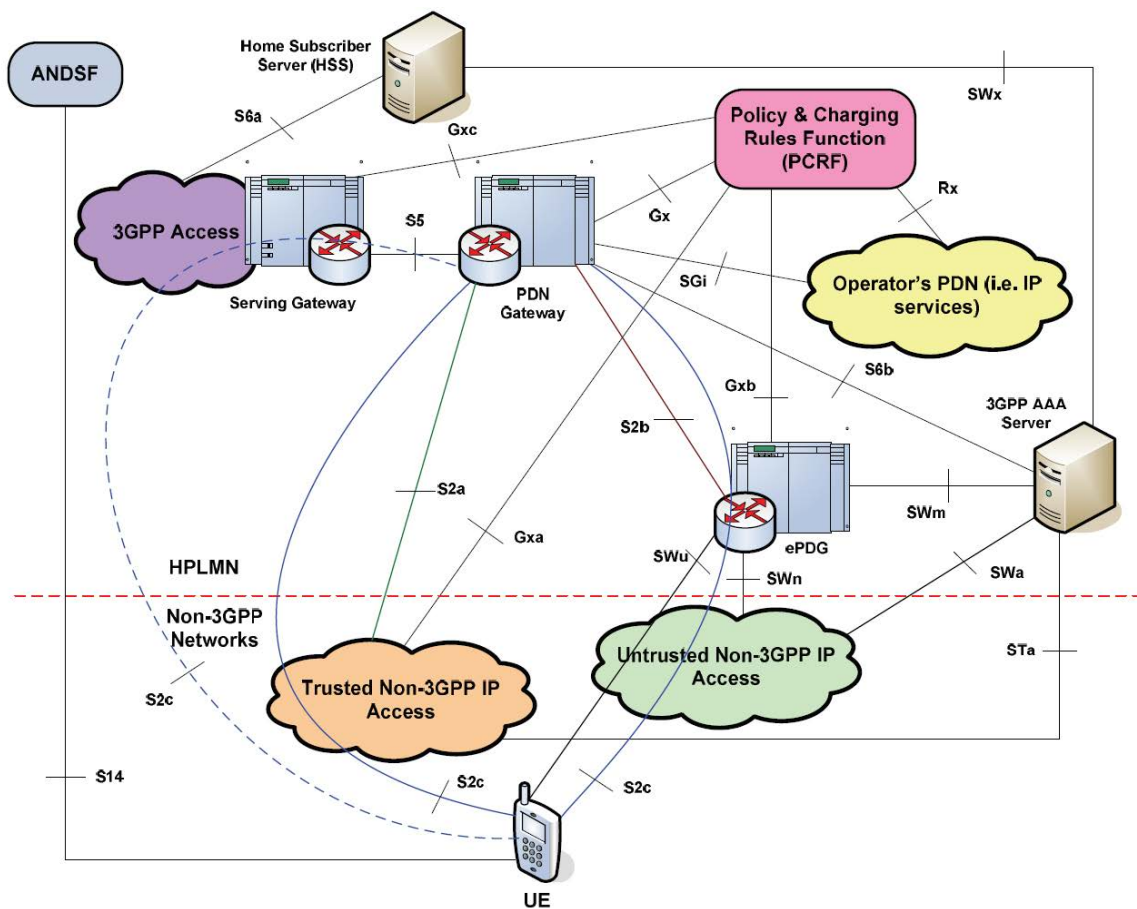 Home Subscriber
Server (HSS)
ANDSF
SWx
S6a
Gxc
Policy & Charging
Rules Function
(PCRF)
Rx
Gx
S5
3GPP Access
SGi
Operator's PDN (i.e. IP
services)
Serving Gateway
PDN
Gateway
S6b
Gxb
3GPP AAA
Server
S2b
S2a
SWm
Gxa
SWu
ePDG
HPLMN
SWn
SWa
Non-3GPP
Networks
STa
Untrusted Non-3GPP IP
Access
S2c
Trusted Non-3GPP IP
Access
S14
S2c
S2c
UE